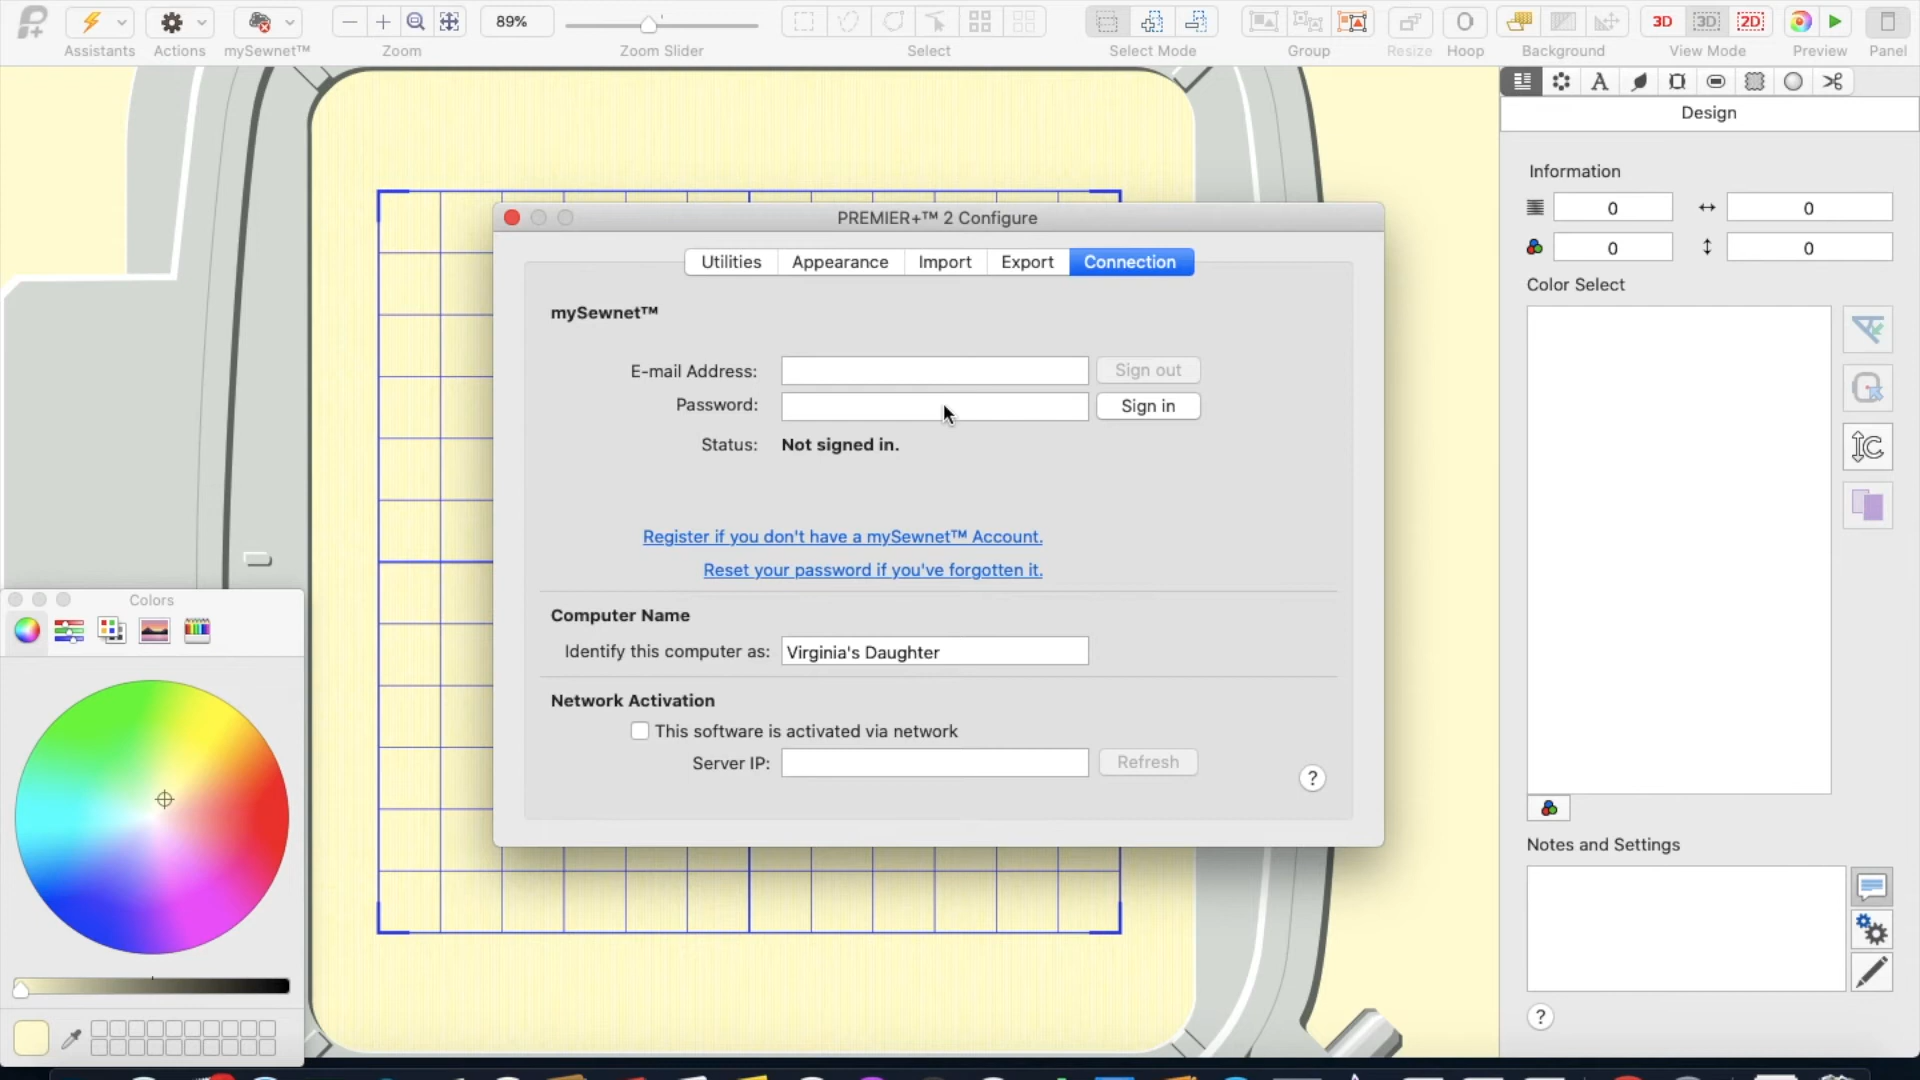 89%
3D
3D
2D
Assistants
Actions
mySewnet™
Zoom
Zoom Slider
Select
Select Mode
Group
Resize
Hoop
Background
View Mode
Preview
Panel
Design
Information
0
0
0
0
Color Select
Notes and Settings
?
PREMIER+™ 2 Configure
Utilities
Appearance
Import
Export
Connection
mySewnet™
E-mail Address:
Sign out
Password:
Sign in
Status: Not signed in.
Register if you don't have a mySewnet™ Account.
Reset your password if you've forgotten it.
Computer Name
Identify this computer as: Virginia's Daughter
Network Activation
This software is activated via network
Server IP:
Refresh
?
Colors